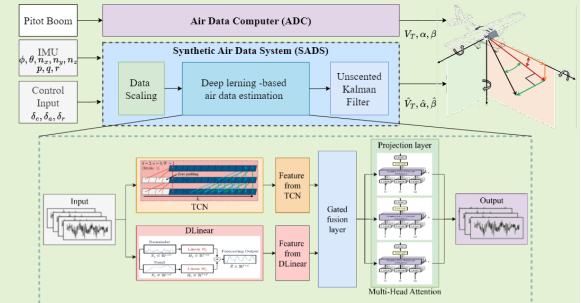 Pitot Boom
Air Data Computer (ADC)
V_T, α, β
IMU
ϕ, θ, n_x, n_y, n_z
p, q, r
Synthetic Air Data System (SADS)
Data
Scaling
Deep lerning -based
air data estimation
Unscented
Kalman
Filter
Control
Input
δ_e, δ_a, δ_r
V̂_T, α̂, β̂
Projection layer
Input
TCN
Feature
from
TCN
Gated
fusion
layer
Output
DLinear
Feature
from
DLinear
Multi-Head Attention